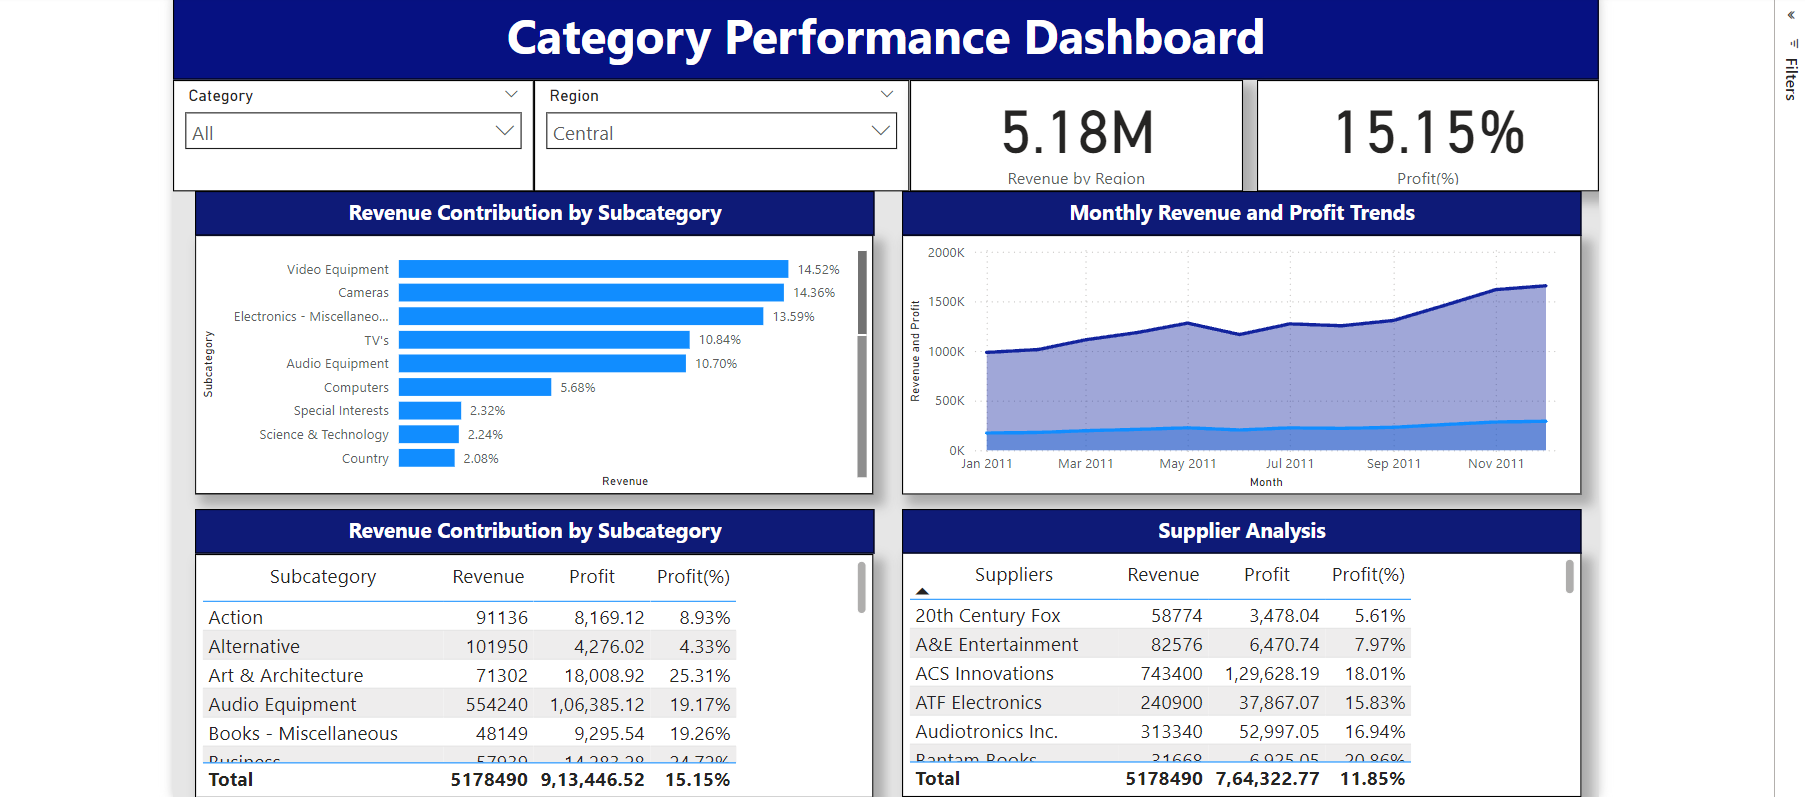 Category Performance Dashboard
Filters
Category
All
Region
Central
5.18M
Revenue by Region
15.15%
Profit(%)
Revenue Contribution by Subcategory
Subcategory
Video Equipment 14.52%
Cameras 14.36%
Electronics - Miscellaneo... 13.59%
TV's 10.84%
Audio Equipment 10.70%
Computers 5.68%
Special Interests 2.32%
Science & Technology 2.24%
Country 2.08%
Revenue
Monthly Revenue and Profit Trends
Revenue and Profit
2000K
1500K
1000K
500K
0K
Jan 2011 Mar 2011 May 2011 Jul 2011 Sep 2011 Nov 2011
Month
Revenue Contribution by Subcategory
Subcategory Revenue Profit Profit(%)
Action 91136 8,169.12 8.93%
Alternative 101950 4,276.02 4.33%
Art & Architecture 71302 18,008.92 25.31%
Audio Equipment 554240 1,06,385.12 19.17%
Books - Miscellaneous 48149 9,295.54 19.26%
Business 57939 14,283.28 24.72%
Total 5178490 9,13,446.52 15.15%
Supplier Analysis
Suppliers Revenue Profit Profit(%)
20th Century Fox 58774 3,478.04 5.61%
A&E Entertainment 82576 6,470.74 7.97%
ACS Innovations 743400 1,29,628.19 18.01%
ATF Electronics 240900 37,867.07 15.83%
Audiotronics Inc. 313340 52,997.05 16.94%
Bantam Books 31668 6,925.05 20.86%
Total 5178490 7,64,322.77 11.85%